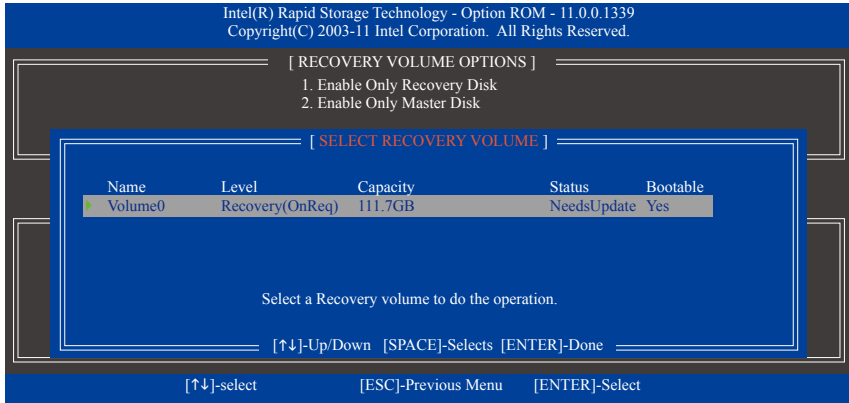 Intel(R) Rapid Storage Technology - Option ROM - 11.0.0.1339
Copyright(C) 2003-11 Intel Corporation. All Rights Reserved.
[ RECOVERY VOLUME OPTIONS ]
1. Enable Only Recovery Disk
2. Enable Only Master Disk
[ SELECT RECOVERY VOLUME ]
Name Level Capacity Status Bootable
Volume0 Recovery(OnReq) 111.7GB NeedsUpdate Yes
Select a Recovery volume to do the operation.
[↑↓]-Up/Down [SPACE]-Selects [ENTER]-Done
[↑↓]-select [ESC]-Previous Menu [ENTER]-Select